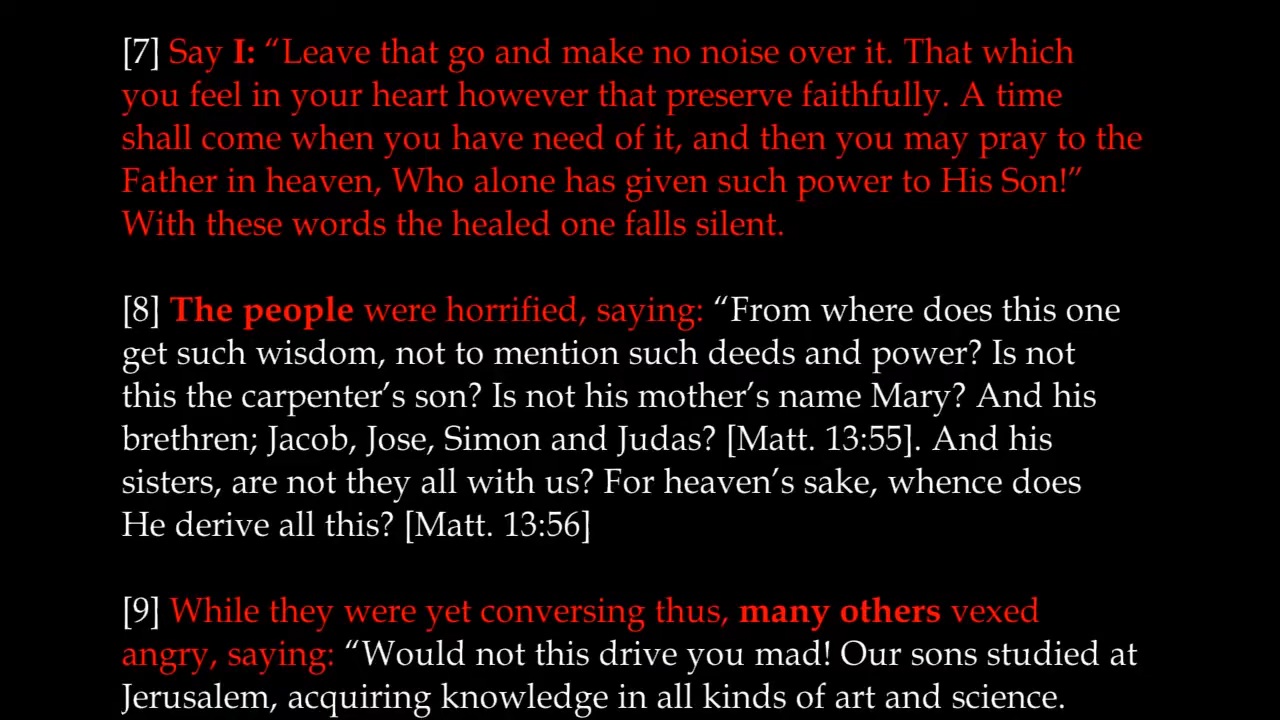 [7] Say I: “Leave that go and make no noise over it. That which
you feel in your heart however that preserve faithfully. A time
shall come when you have need of it, and then you may pray to the
Father in heaven, Who alone has given such power to His Son!”
With these words the healed one falls silent.
[8] The people were horrified, saying: “From where does this one
get such wisdom, not to mention such deeds and power? Is not
this the carpenter’s son? Is not his mother’s name Mary? And his
brethren; Jacob, Jose, Simon and Judas? [Matt. 13:55]. And his
sisters, are not they all with us? For heaven’s sake, whence does
He derive all this? [Matt. 13:56]
[9] While they were yet conversing thus, many others vexed
angry, saying: “Would not this drive you mad! Our sons studied at
Jerusalem, acquiring knowledge in all kinds of art and science.